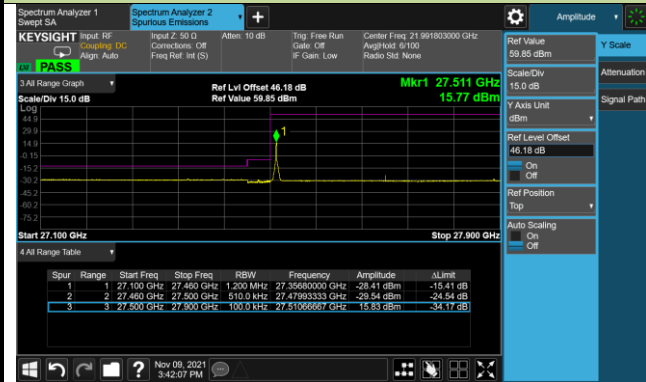 Spectrum Analyzer 1
Swept SA
Spectrum Analyzer 2
Spurious Emissions
+
Amplitude
KEYSIGHT
Input: RF
Coupling: DC
Align: Auto
Input Z: 50 Ω
Corrections: Off
Freq Ref: Int (S)
Atten: 10 dB
Trig: Free Run
Gate: Off
IF Gain: Low
Center Freq: 21.991803000 GHz
Avg|Hold: 6/100
Radio Std: None
PASS
3 All Range Graph
Scale/Div 15.0 dB
Ref Lvl Offset 46.18 dB
Ref Value 59.85 dBm
Mkr1 27.511 GHz
15.77 dBm
Log
44.9
29.9
14.9
-0.15
-15.2
-30.2
-45.2
-60.2
-75.2
1
Start 27.100 GHz
Stop 27.900 GHz
4 All Range Table
Spur Range Start Freq Stop Freq RBW Frequency Amplitude ΔLimit
1 1 27.100 GHz 27.460 GHz 1.200 MHz 27.35680000 GHz -28.41 dBm -15.41 dB
2 2 27.460 GHz 27.500 GHz 510.0 kHz 27.47993333 GHz -29.54 dBm -24.54 dB
3 3 27.500 GHz 27.900 GHz 100.0 kHz 27.51066667 GHz 15.83 dBm -34.17 dB
?
Nov 09, 2021
3:42:07 PM
Ref Value
59.85 dBm
Scale/Div
15.0 dB
Y Axis Unit
dBm
Ref Level Offset
46.18 dB
On
Off
Ref Position
Top
Auto Scaling
On
Off
Y Scale
Attenuation
Signal Path